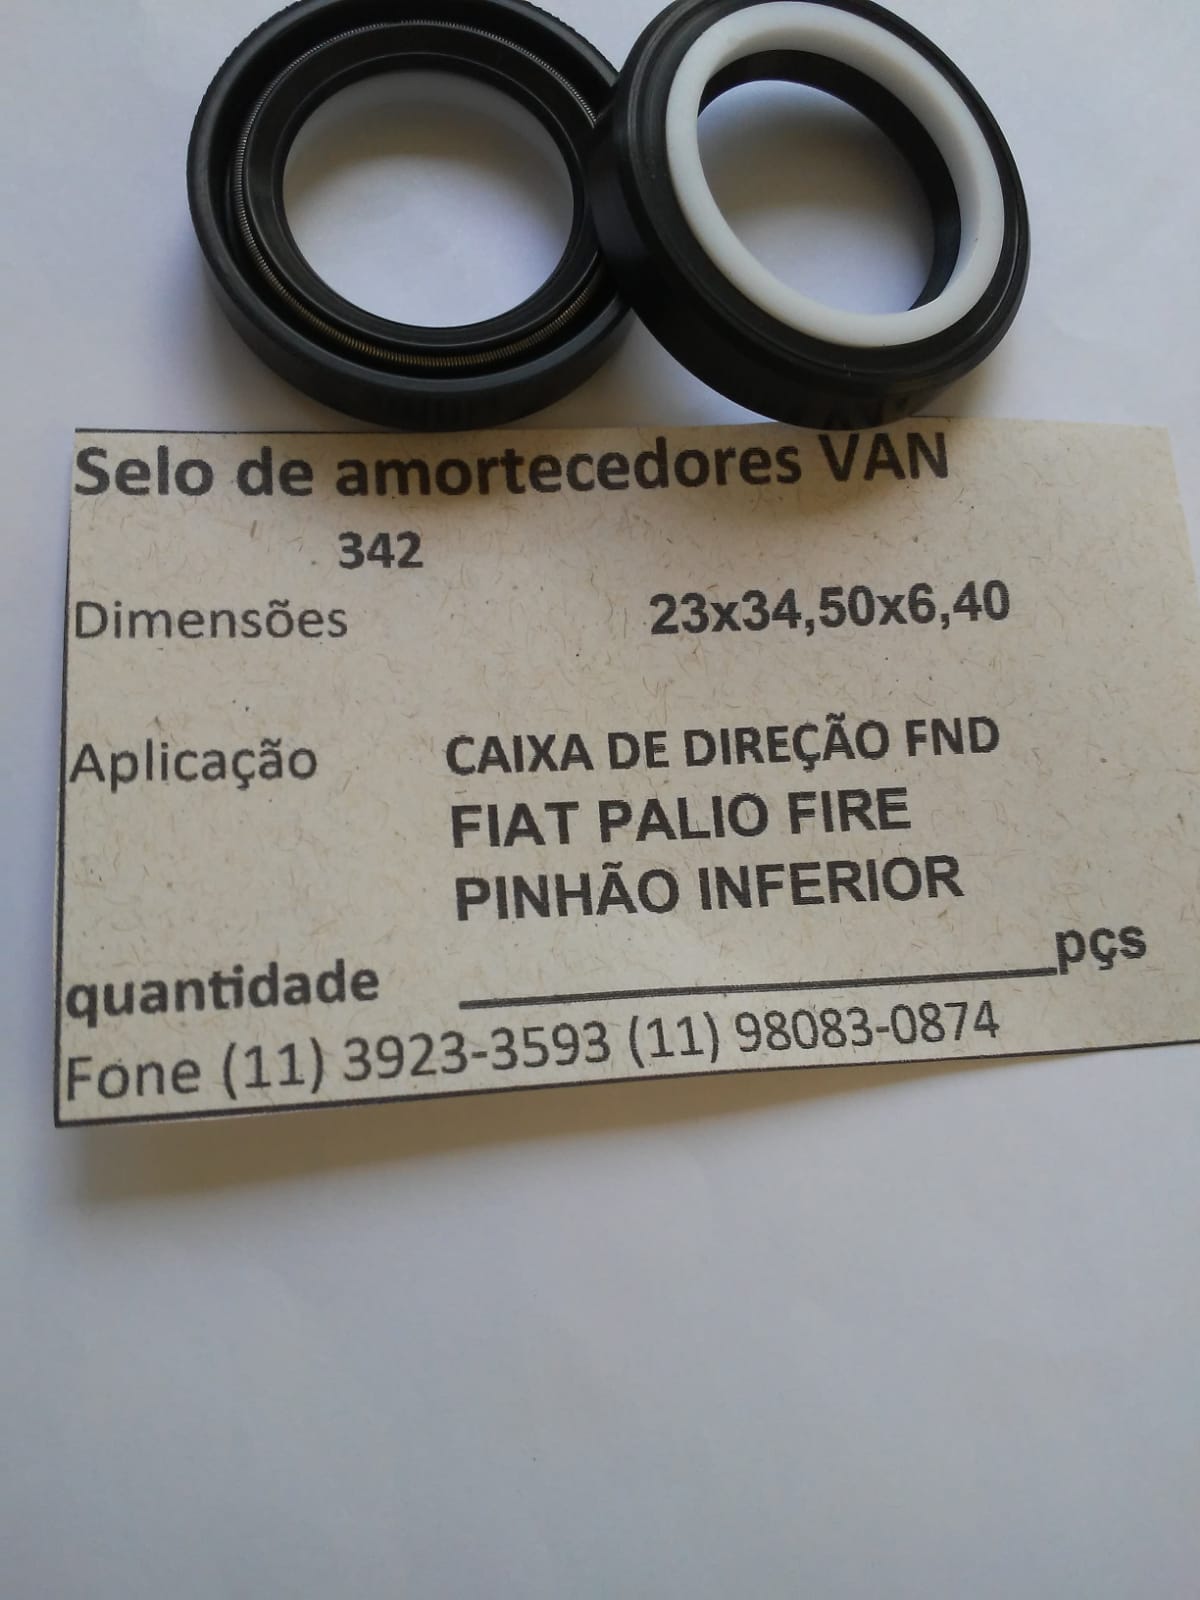 Selo de amortecedores VAN
342
Dimensões 23x34,50x6,40
Aplicação CAIXA DE DIREÇÃO FND
FIAT PALIO FIRE
PINHÃO INFERIOR
quantidade ____________________pçs
Fone (11) 3923-3593 (11) 98083-0874